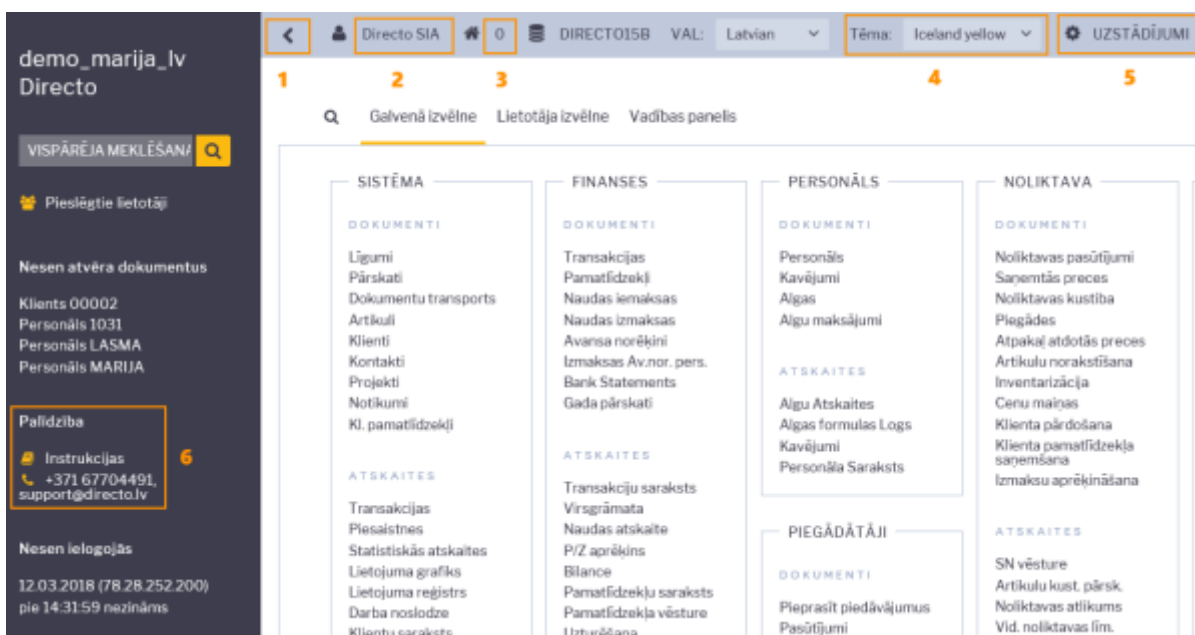 demo_marija_lv
Directo
VISPĀRĒJA MEKLĒŠANA
Pieslēgtie lietotāji
Nesen atvēra dokumentus
Klients 00002
Personāls 1031
Personāls LASMA
Personāls MARIJA
Palīdzība
Instrukcijas
6
+371 67704491,
support@directo.lv
Nesen ielogojās
12.03.2018 (78.28.252.200)
pie 14:31:59 nezināms
Directo SIA 0 DIRECTO15B VAL: Latvian Tēma: Iceland yellow UZSTĀDĪJUMI
1 2 3 4 5
Galvenā izvēlne Lietotāja izvēlne Vadības panelis
SISTĒMA
DOKUMENTI
Līgumi
Pārskati
Dokumentu transports
Artikuli
Klienti
Kontakti
Projekti
Notikumi
Kl. pamatlīdzekļi
ATSKAITES
Transakcijas
Piesaistnes
Statistiskās atskaites
Lietojuma grafiks
Lietojuma reģistrs
Darba noslodze
Klientu saraksts
FINANSES
DOKUMENTI
Transakcijas
Pamatlīdzekļi
Naudas iemaksas
Naudas izmaksas
Avansa norēķini
Izmaksas Av.nor. pers.
Bank Statements
Gada pārskati
ATSKAITES
Transakciju saraksts
Virsgrāmata
Naudas atskaite
P/Z aprēķins
Bilance
Pamatlīdzekļu saraksts
Pamatlīdzekļa vēsture
Uzturēšana
PERSONĀLS
DOKUMENTI
Personāls
Kavējumi
Algas
Algu maksājumi
ATSKAITES
Algu Atskaites
Algas formulas Logs
Kavējumi
Personāla Saraksts
PIEGĀDĀTĀJI
DOKUMENTI
Pieprasīt piedāvājumus
Pasūtījumi
NOLIKTAVA
DOKUMENTI
Noliktavas pasūtījumi
Saņemtās preces
Noliktavas kustība
Piegādes
Atpakaļ atdotās preces
Artikulu norakstīšana
Inventarizācija
Cenu maiņas
Klienta pārdošana
Klienta pamatlīdzekļa
saņemšana
Izmaksu aprēķināšana
ATSKAITES
SN vēsture
Artikulu kust. pārsk.
Noliktavas atlikums
Vid. noliktavas līm.